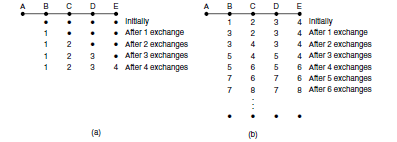 A B C D E A B C D E
• • • • Initially 1 2 3 4 Initially
1 • • • After 1 exchange 3 2 3 4 After 1 exchange
1 2 • • After 2 exchanges 3 4 3 4 After 2 exchanges
1 2 3 • After 3 exchanges 5 4 5 4 After 3 exchanges
1 2 3 4 After 4 exchanges 5 6 5 6 After 4 exchanges
7 6 7 6 After 5 exchanges
7 8 7 8 After 6 exchanges
⋮
• • • •
(a) (b)